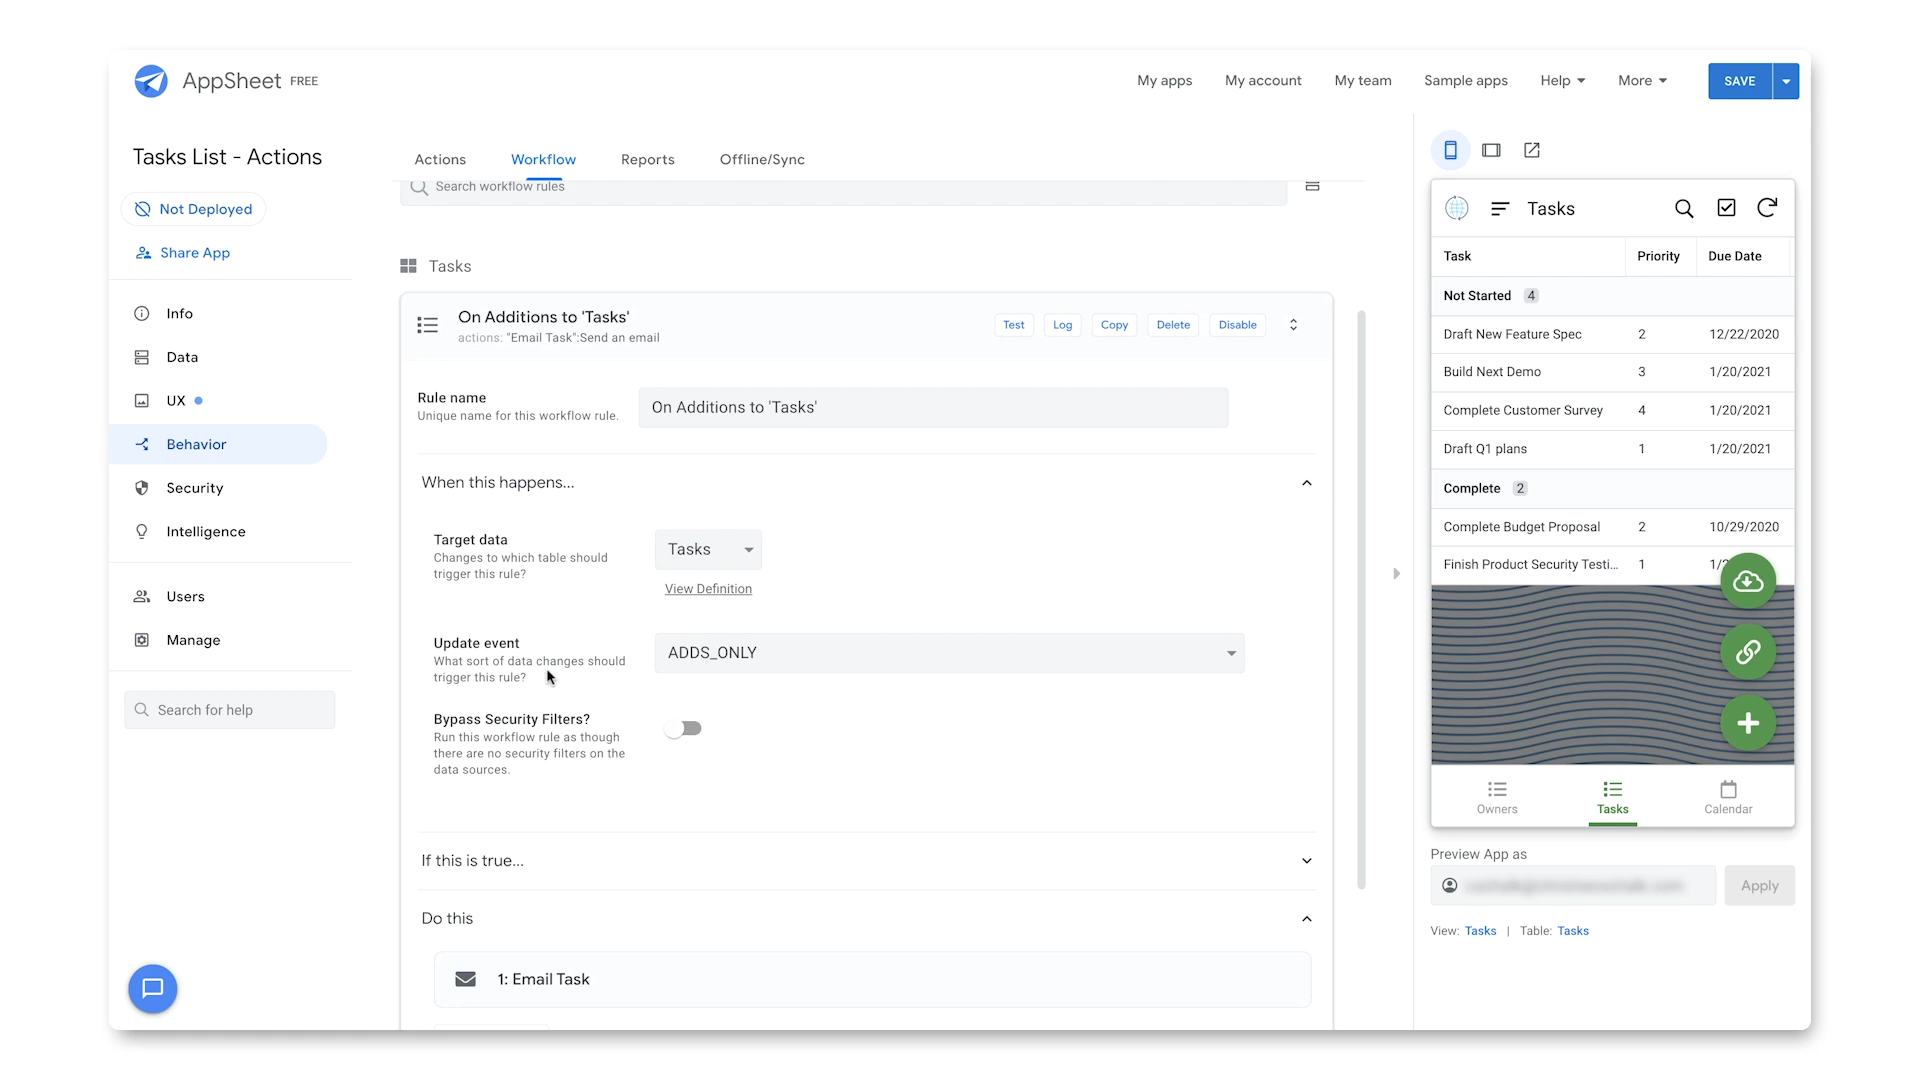 AppSheet FREE
My apps My account My team Sample apps Help More SAVE
Tasks List - Actions
Not Deployed
Share App
Info
Data
UX
Behavior
Security
Intelligence
Users
Manage
Search for help
Actions Workflow Reports Offline/Sync
Search workflow rules
Tasks
On Additions to 'Tasks'
actions: "Email Task":Send an email
Test Log Copy Delete Disable
Rule name
Unique name for this workflow rule.
On Additions to 'Tasks'
When this happens...
Target data
Changes to which table should
trigger this rule?
Tasks
View Definition
Update event
What sort of data changes should
trigger this rule?
ADDS_ONLY
Bypass Security Filters?
Run this workflow rule as though
there are no security filters on the
data sources.
If this is true...
Do this
1: Email Task
Tasks
Task Priority Due Date
Not Started 4
Draft New Feature Spec 2 12/22/2020
Build Next Demo 3 1/20/2021
Complete Customer Survey 4 1/20/2021
Draft Q1 plans 1 1/20/2021
Complete 2
Complete Budget Proposal 2 10/29/2020
Finish Product Security Testi... 1 1/2
Owners Tasks Calendar
Preview App as
Apply
View: Tasks | Table: Tasks